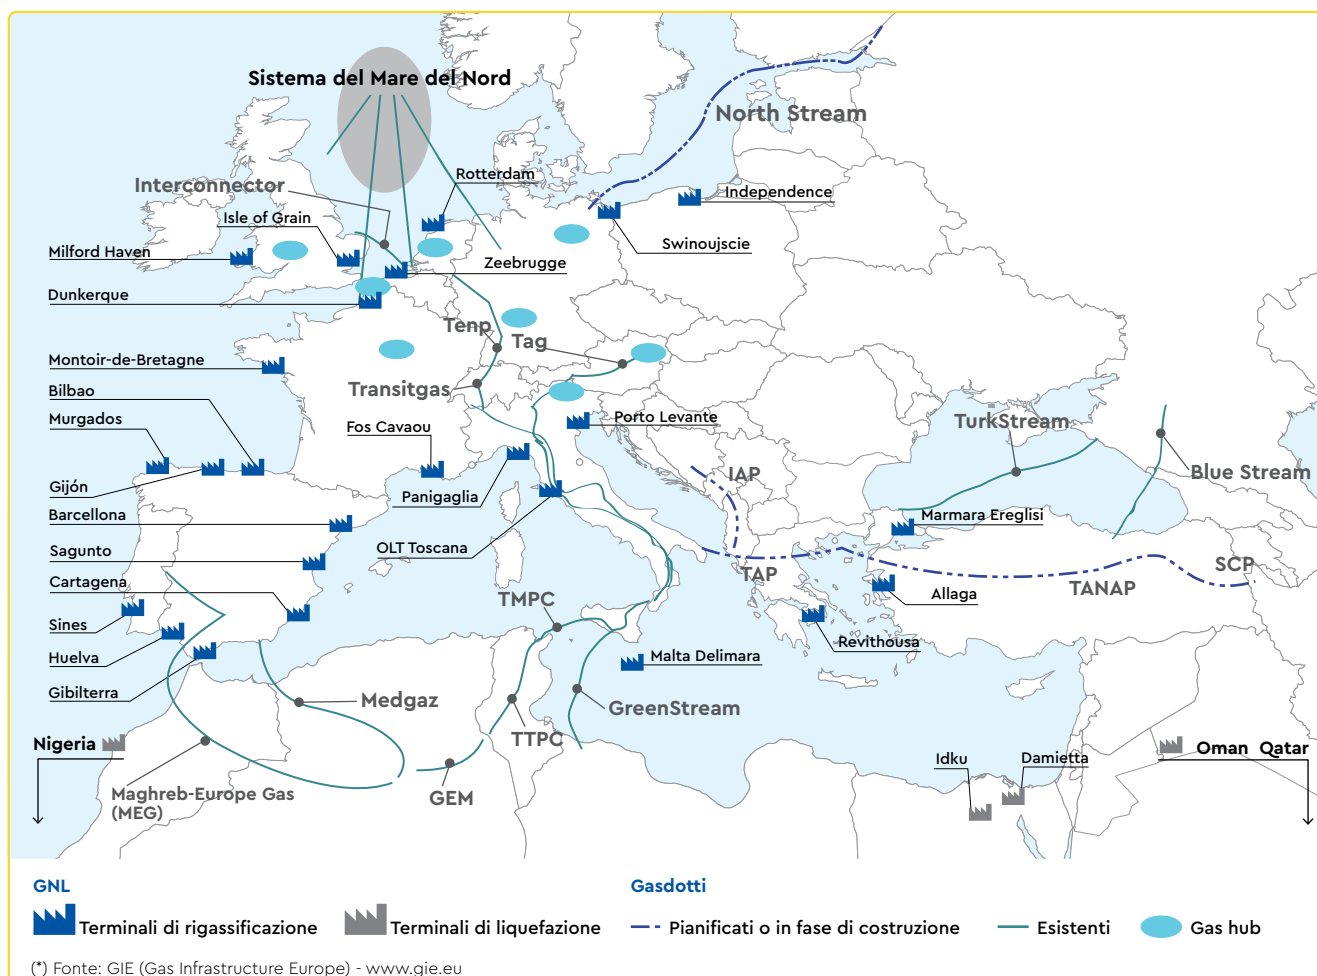 Sistema del Mare del Nord
North Stream
Rotterdam
Interconnector
Independence
Isle of Grain
Swinoujscie
Milford Haven
Zeebrugge
Dunkerque
Tenp
Tag
Montoir-de-Bretagne
Transitgas
Bilbao
Murgados
Porto Levante
TurkStream
Fos Cavaou
IAP
Blue Stream
Gijón
Panigaglia
Barcellona
Marmara Ereglisi
Sagunto
OLT Toscana
SCP
Cartagena
TAP
TANAP
Allaga
TMPC
Sines
Revithousa
Huelva
Malta Delimara
Gibilterra
Medgaz
GreenStream
TTPC
Nigeria
Oman Qatar
Idku
Damietta
Maghreb-Europe Gas
(MEG)
GEM
GNL
Gasdotti
Terminali di rigassificazione
Terminali di liquefazione
Pianificati o in fase di costruzione
Esistenti
Gas hub
(*) Fonte: GIE (Gas Infrastructure Europe) - www.gie.eu